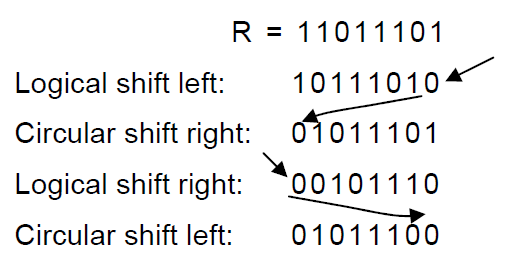 R = 11011101
Logical shift left: 10111010
Circular shift right: 01011101
Logical shift right: 00101110
Circular shift left: 01011100